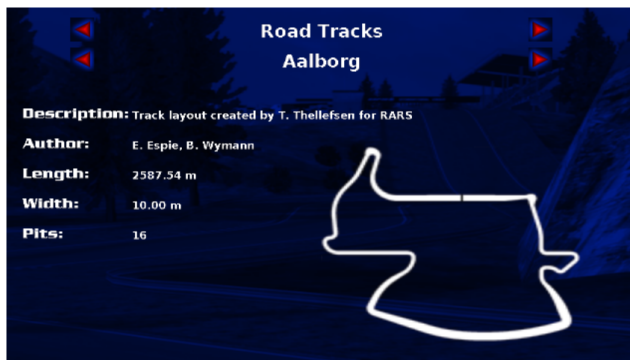 Road Tracks
Aalborg
Description: Track layout created by T. Thellefsen for RARS
Author: E. Espie, B. Wymann
Length: 2587.54 m
Width: 10.00 m
Pits: 16